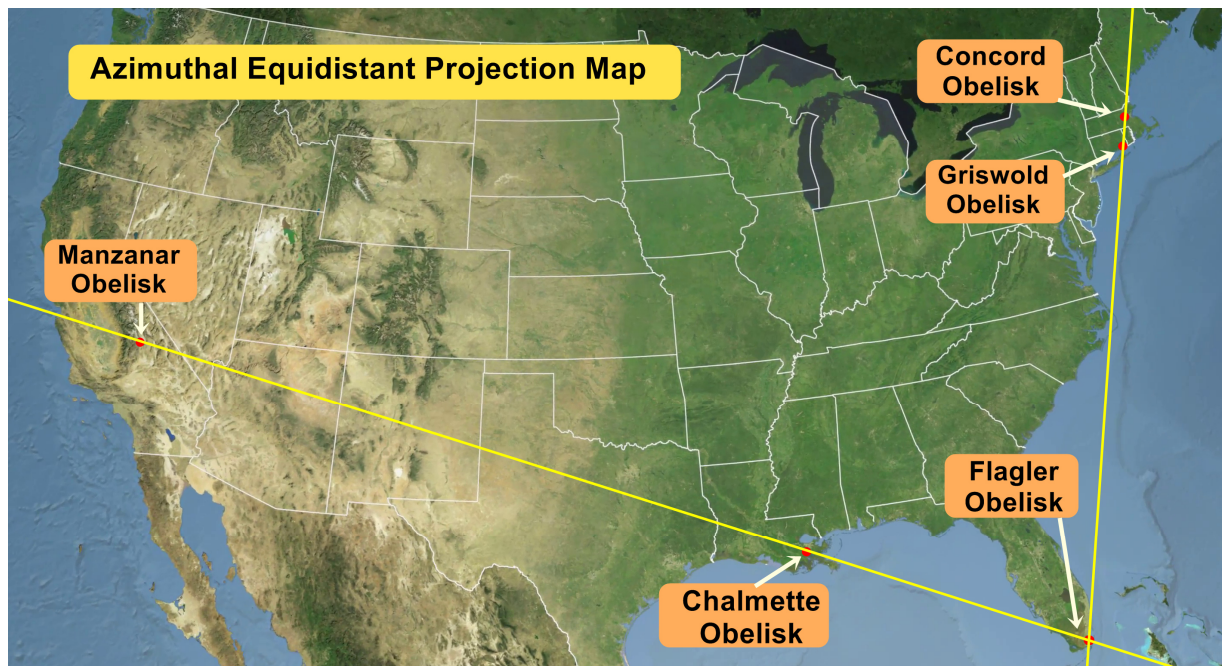 Azimuthal Equidistant Projection Map
Concord
Obelisk
Griswold
Obelisk
Manzanar
Obelisk
Flagler
Obelisk
Chalmette
Obelisk